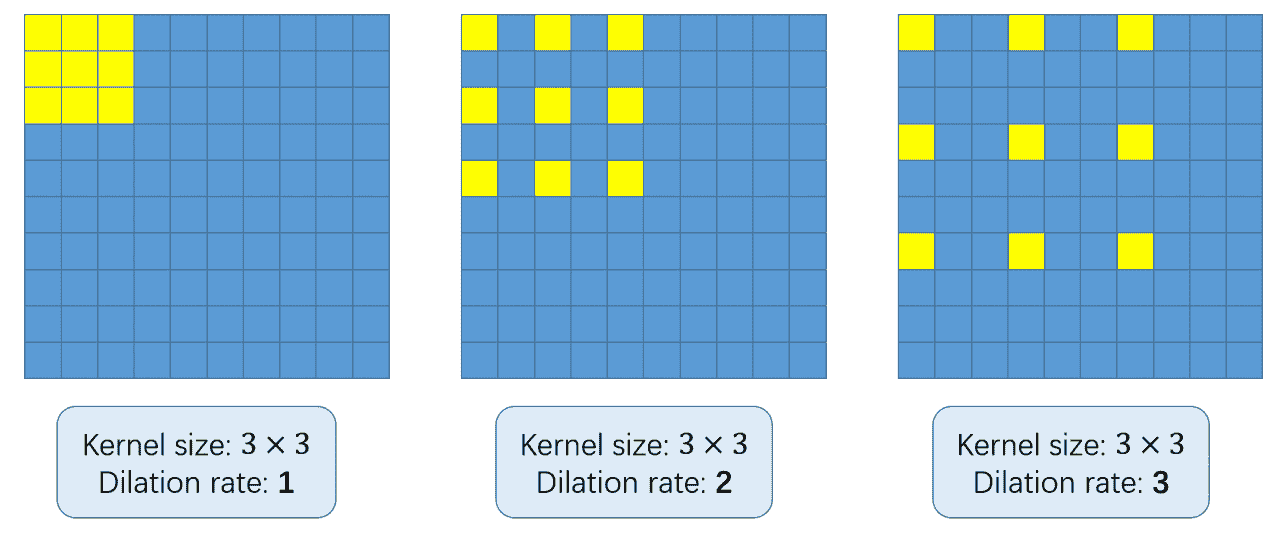 Kernel size: 3 × 3
Dilation rate: 1
Kernel size: 3 × 3
Dilation rate: 2
Kernel size: 3 × 3
Dilation rate: 3